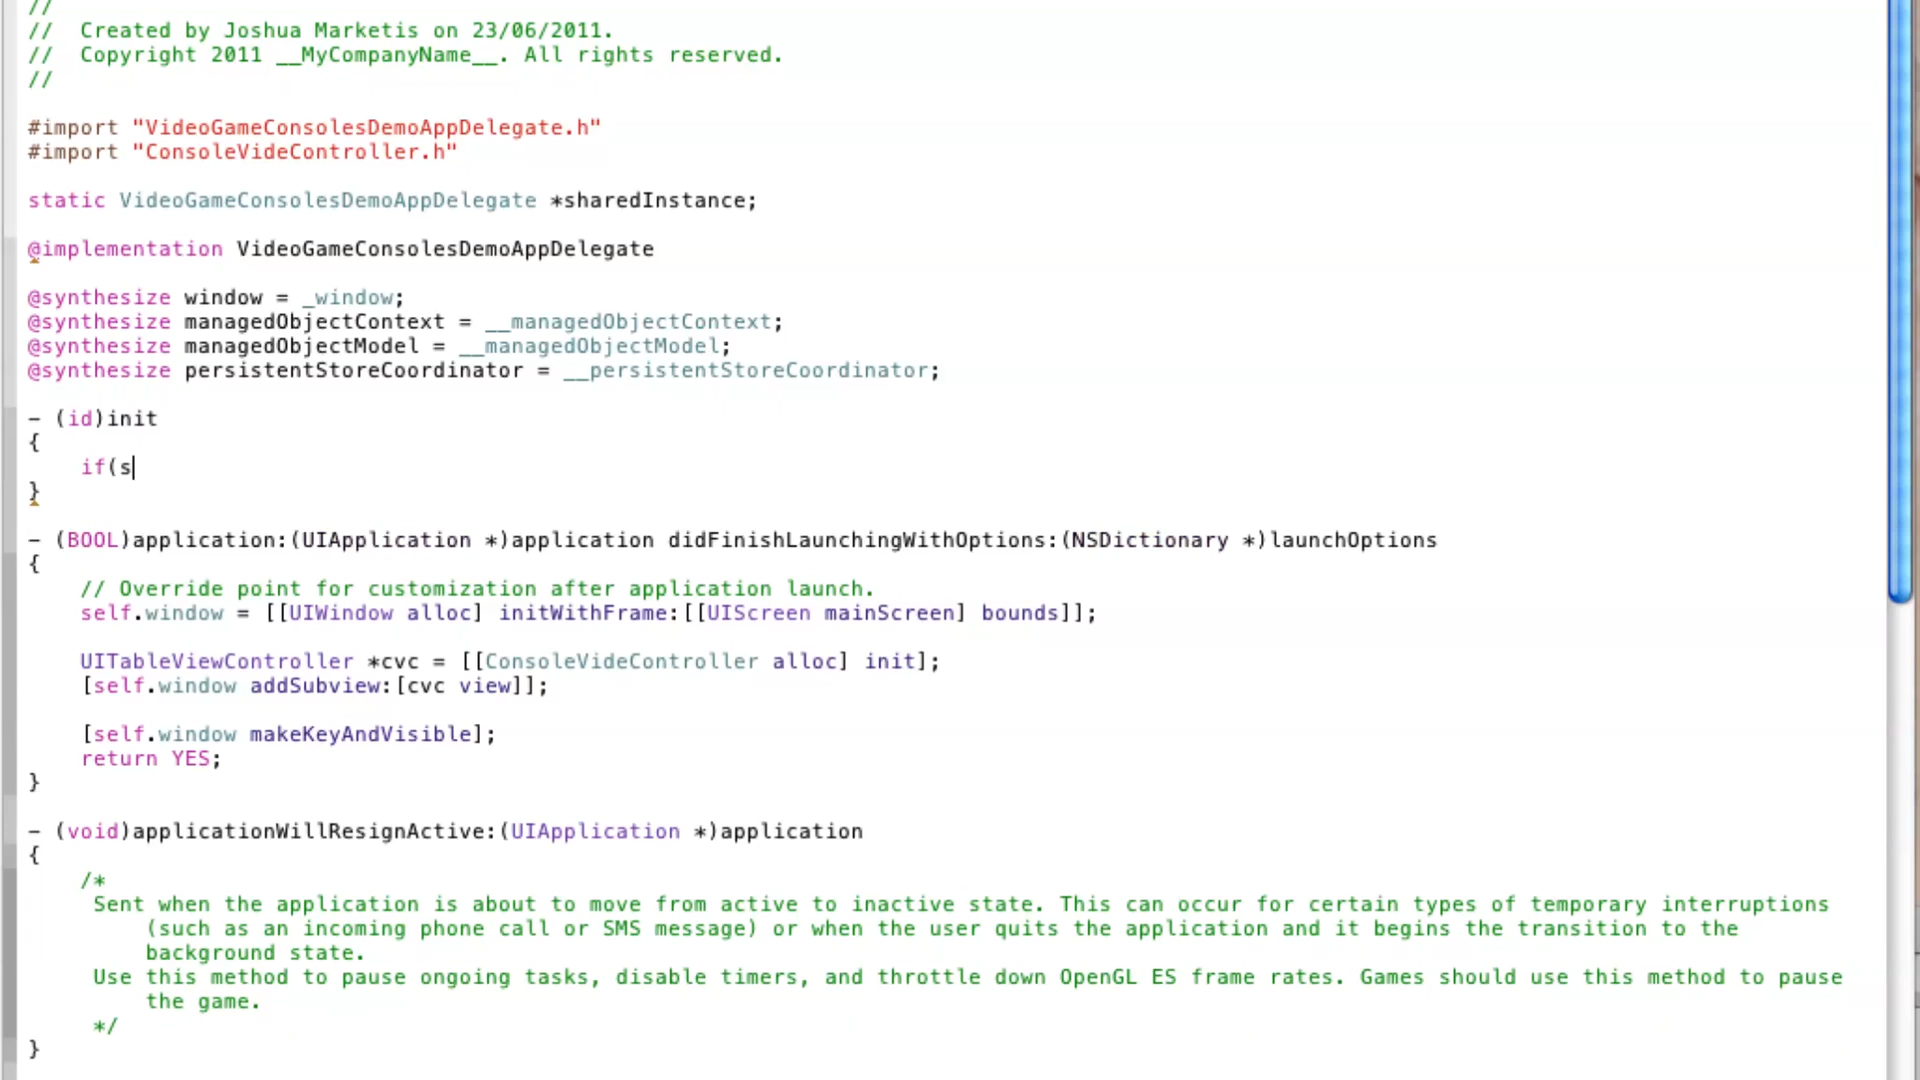 //
//  Created by Joshua Marketis on 23/06/2011.
//  Copyright 2011 __MyCompanyName__. All rights reserved.
//
#import "VideoGameConsolesDemoAppDelegate.h"
#import "ConsoleVideController.h"
static VideoGameConsolesDemoAppDelegate *sharedInstance;
@implementation VideoGameConsolesDemoAppDelegate
@synthesize window = _window;
@synthesize managedObjectContext = __managedObjectContext;
@synthesize managedObjectModel = __managedObjectModel;
@synthesize persistentStoreCoordinator = __persistentStoreCoordinator;
- (id)init
{
    if(s
}
- (BOOL)application:(UIApplication *)application didFinishLaunchingWithOptions:(NSDictionary *)launchOptions
{
    // Override point for customization after application launch.
    self.window = [[UIWindow alloc] initWithFrame:[[UIScreen mainScreen] bounds]];
    UITableViewController *cvc = [[ConsoleVideController alloc] init];
    [self.window addSubview:[cvc view]];
    [self.window makeKeyAndVisible];
    return YES;
}
- (void)applicationWillResignActive:(UIApplication *)application
{
    /*
     Sent when the application is about to move from active to inactive state. This can occur for certain types of temporary interruptions
         (such as an incoming phone call or SMS message) or when the user quits the application and it begins the transition to the
         background state.
     Use this method to pause ongoing tasks, disable timers, and throttle down OpenGL ES frame rates. Games should use this method to pause
         the game.
     */
}